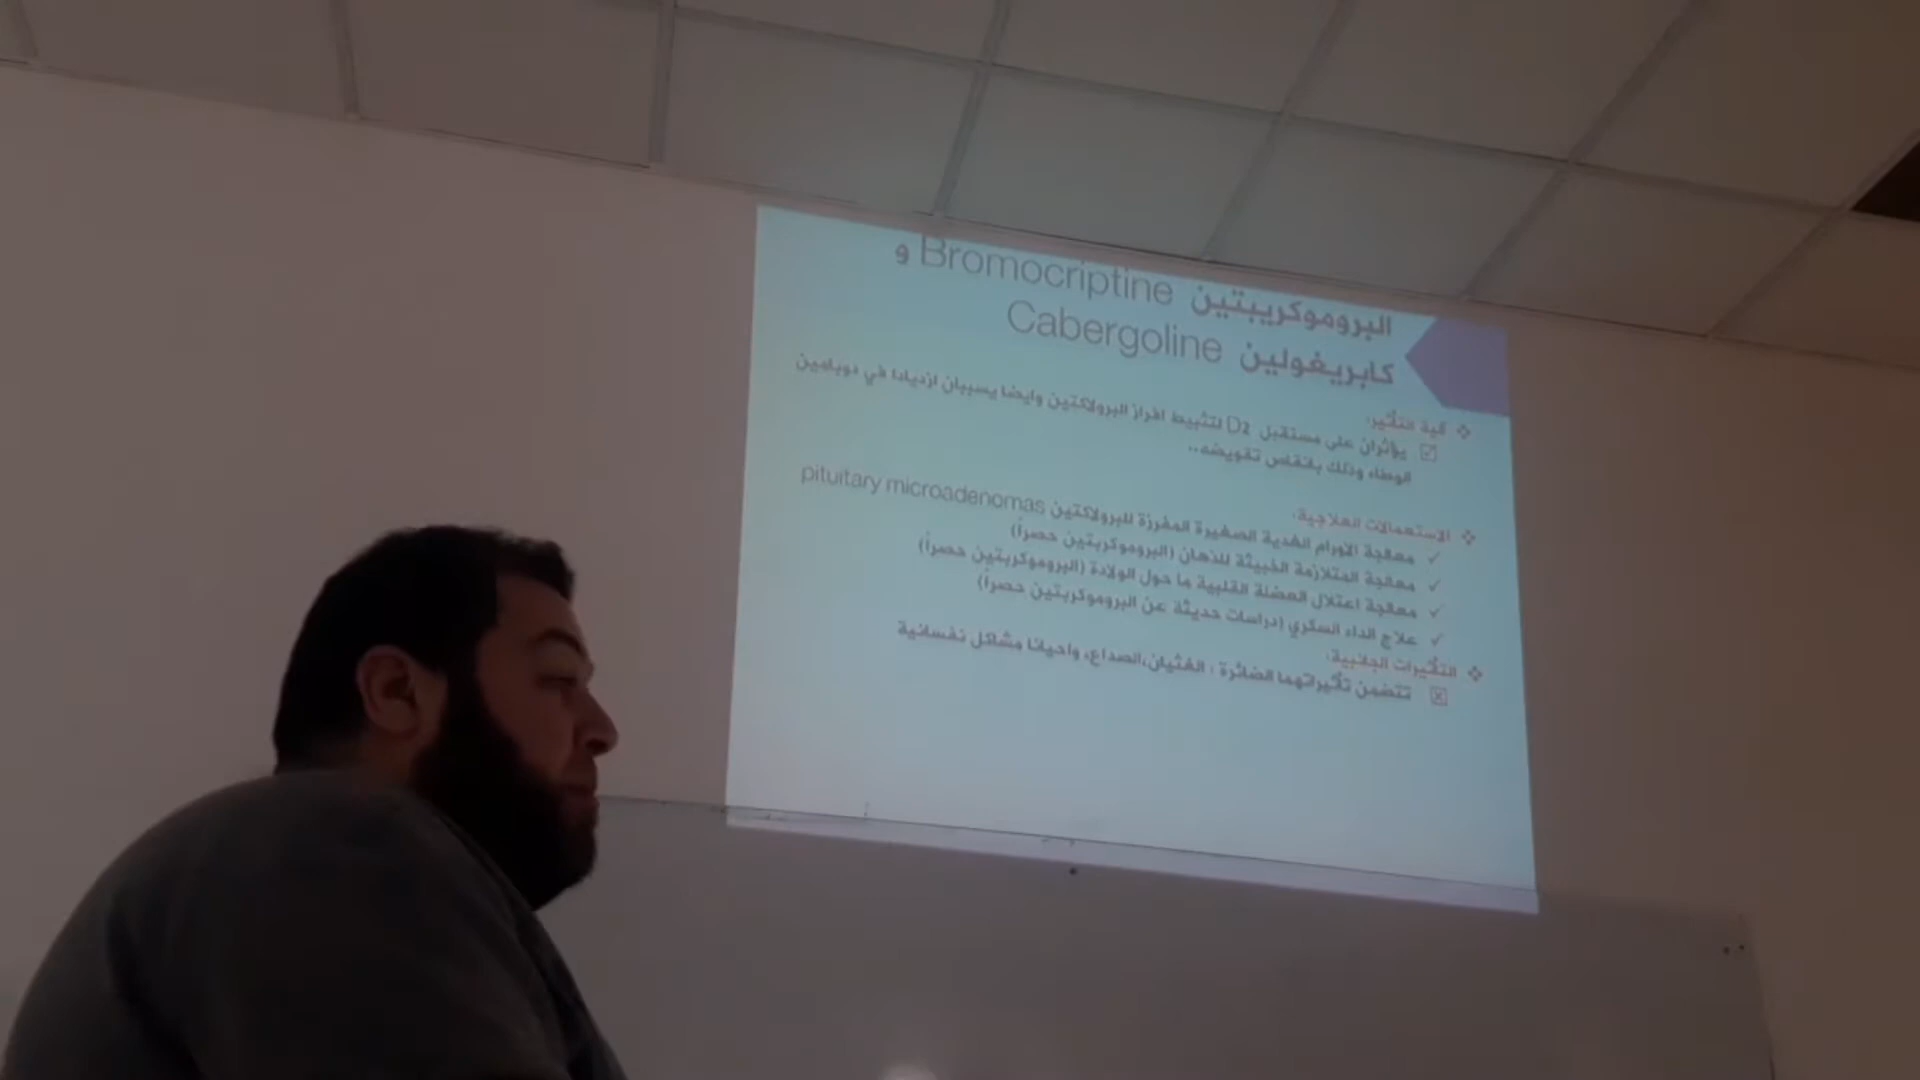 البروموكريبتين Bromocriptine و
كابريغولين Cabergoline
آلية التأثير:
يؤثران على مستقبل D2 لتثبيط افراز البرولاكتين وايضا يسببان ازديادا في دوبامين
الوطاء وذلك بانقاص تقويضه..
الاستعمالات العلاجية:
معالجة الاورام الغدية الصغيرة المفرزة للبرولاكتين pituitary microadenomas
معالجة المتلازمة الخبيثة للذهان (البروموكريبتين حصراً)
معالجة اعتلال العضلة القلبية ما حول الولادة (البروموكريبتين حصراً)
علاج الداء السكري (دراسات حديثة عن البروموكريبتين حصراً)
التأثيرات الجانبية:
تتضمن تأثيراتهما الضائرة : الغثيان،الصداع، واحيانا مشاكل نفسانية